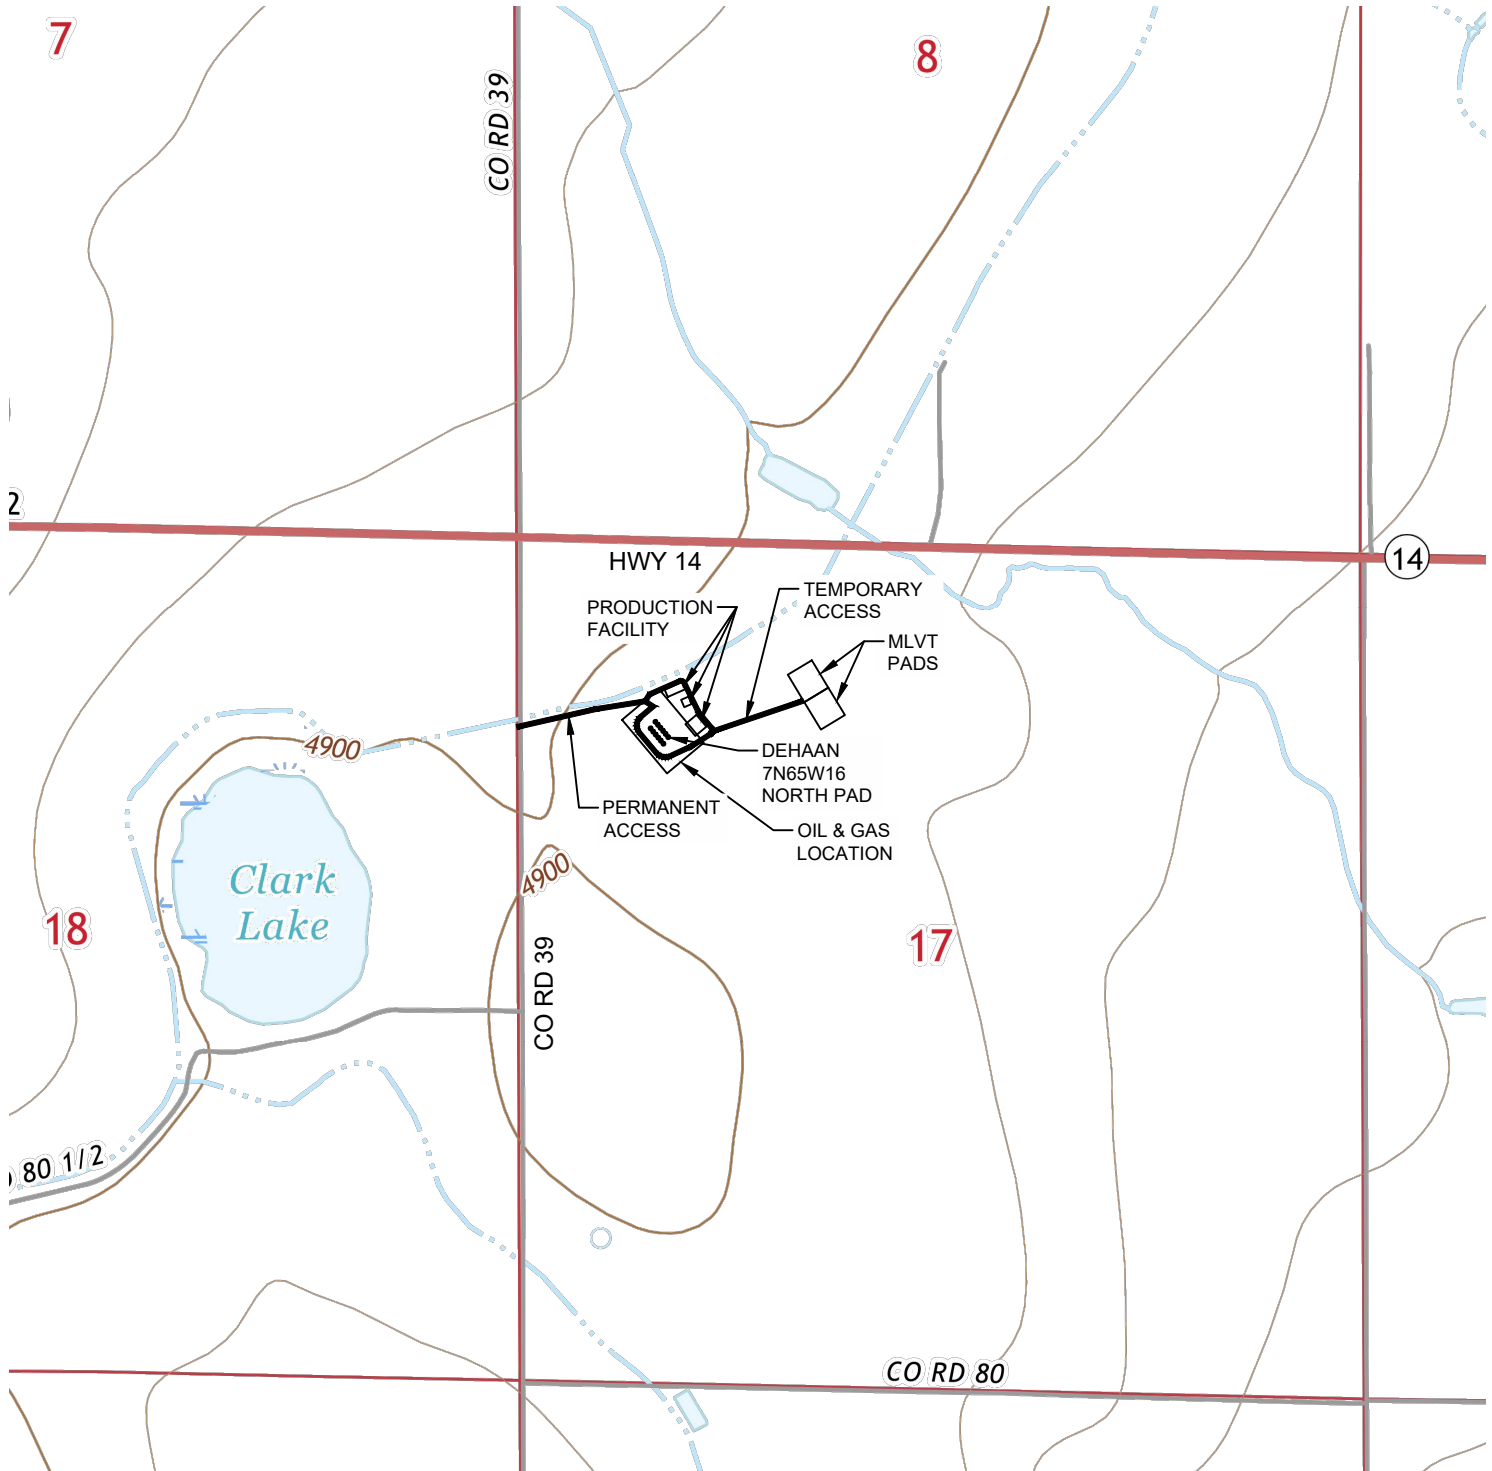 7
8
CO RD 39
2
HWY 14
14
PRODUCTION
FACILITY
TEMPORARY
ACCESS
MLVT
PADS
4900
DEHAAN
7N65W16
NORTH PAD
PERMANENT
ACCESS
OIL & GAS
LOCATION
4900
Clark
Lake
18
17
CO RD 39
80 1/2
CO RD 80